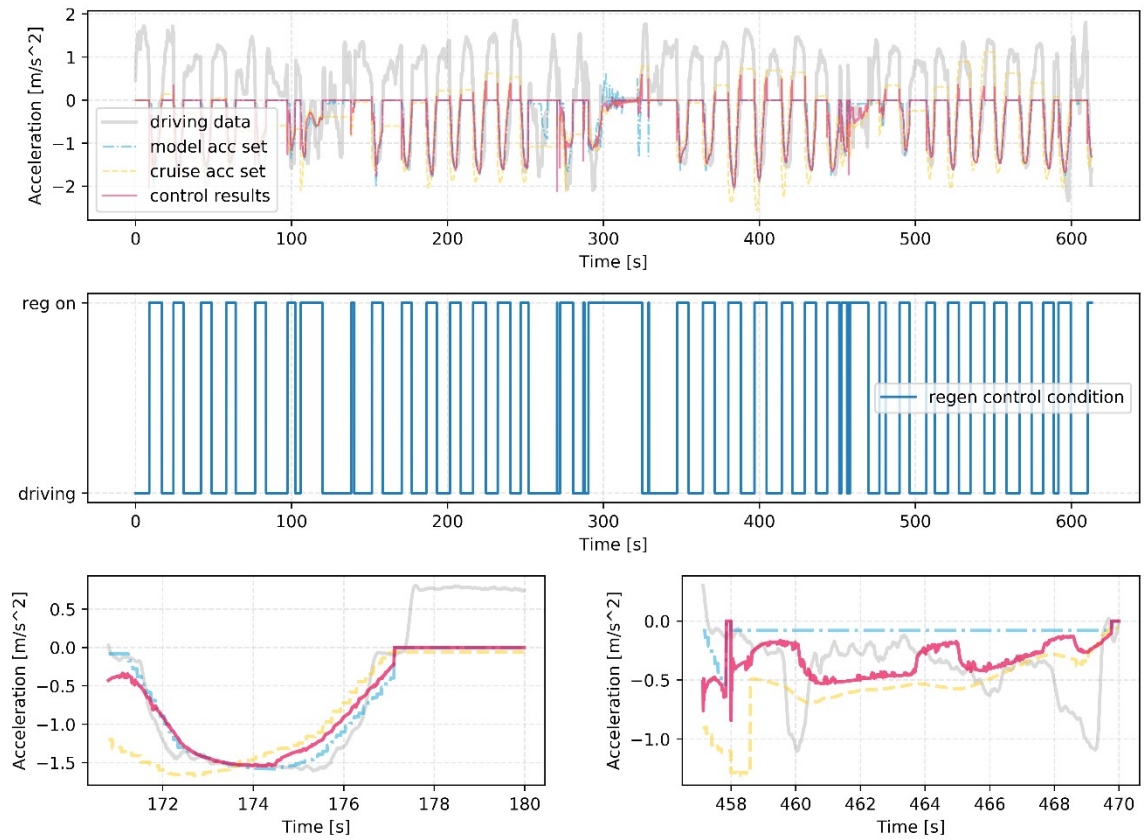 2
1
0
−1
−2
Acceleration [m/s^2]
driving data
model acc set
cruise acc set
control results
0 100 200 300 400 500 600
Time [s]
reg on
driving
regen control condition
0 100 200 300 400 500 600
Time [s]
0.5
0.0
−0.5
−1.0
−1.5
Acceleration [m/s^2]
172 174 176 178 180
Time [s]
0.0
−0.5
−1.0
Acceleration [m/s^2]
458 460 462 464 466 468 470
Time [s]